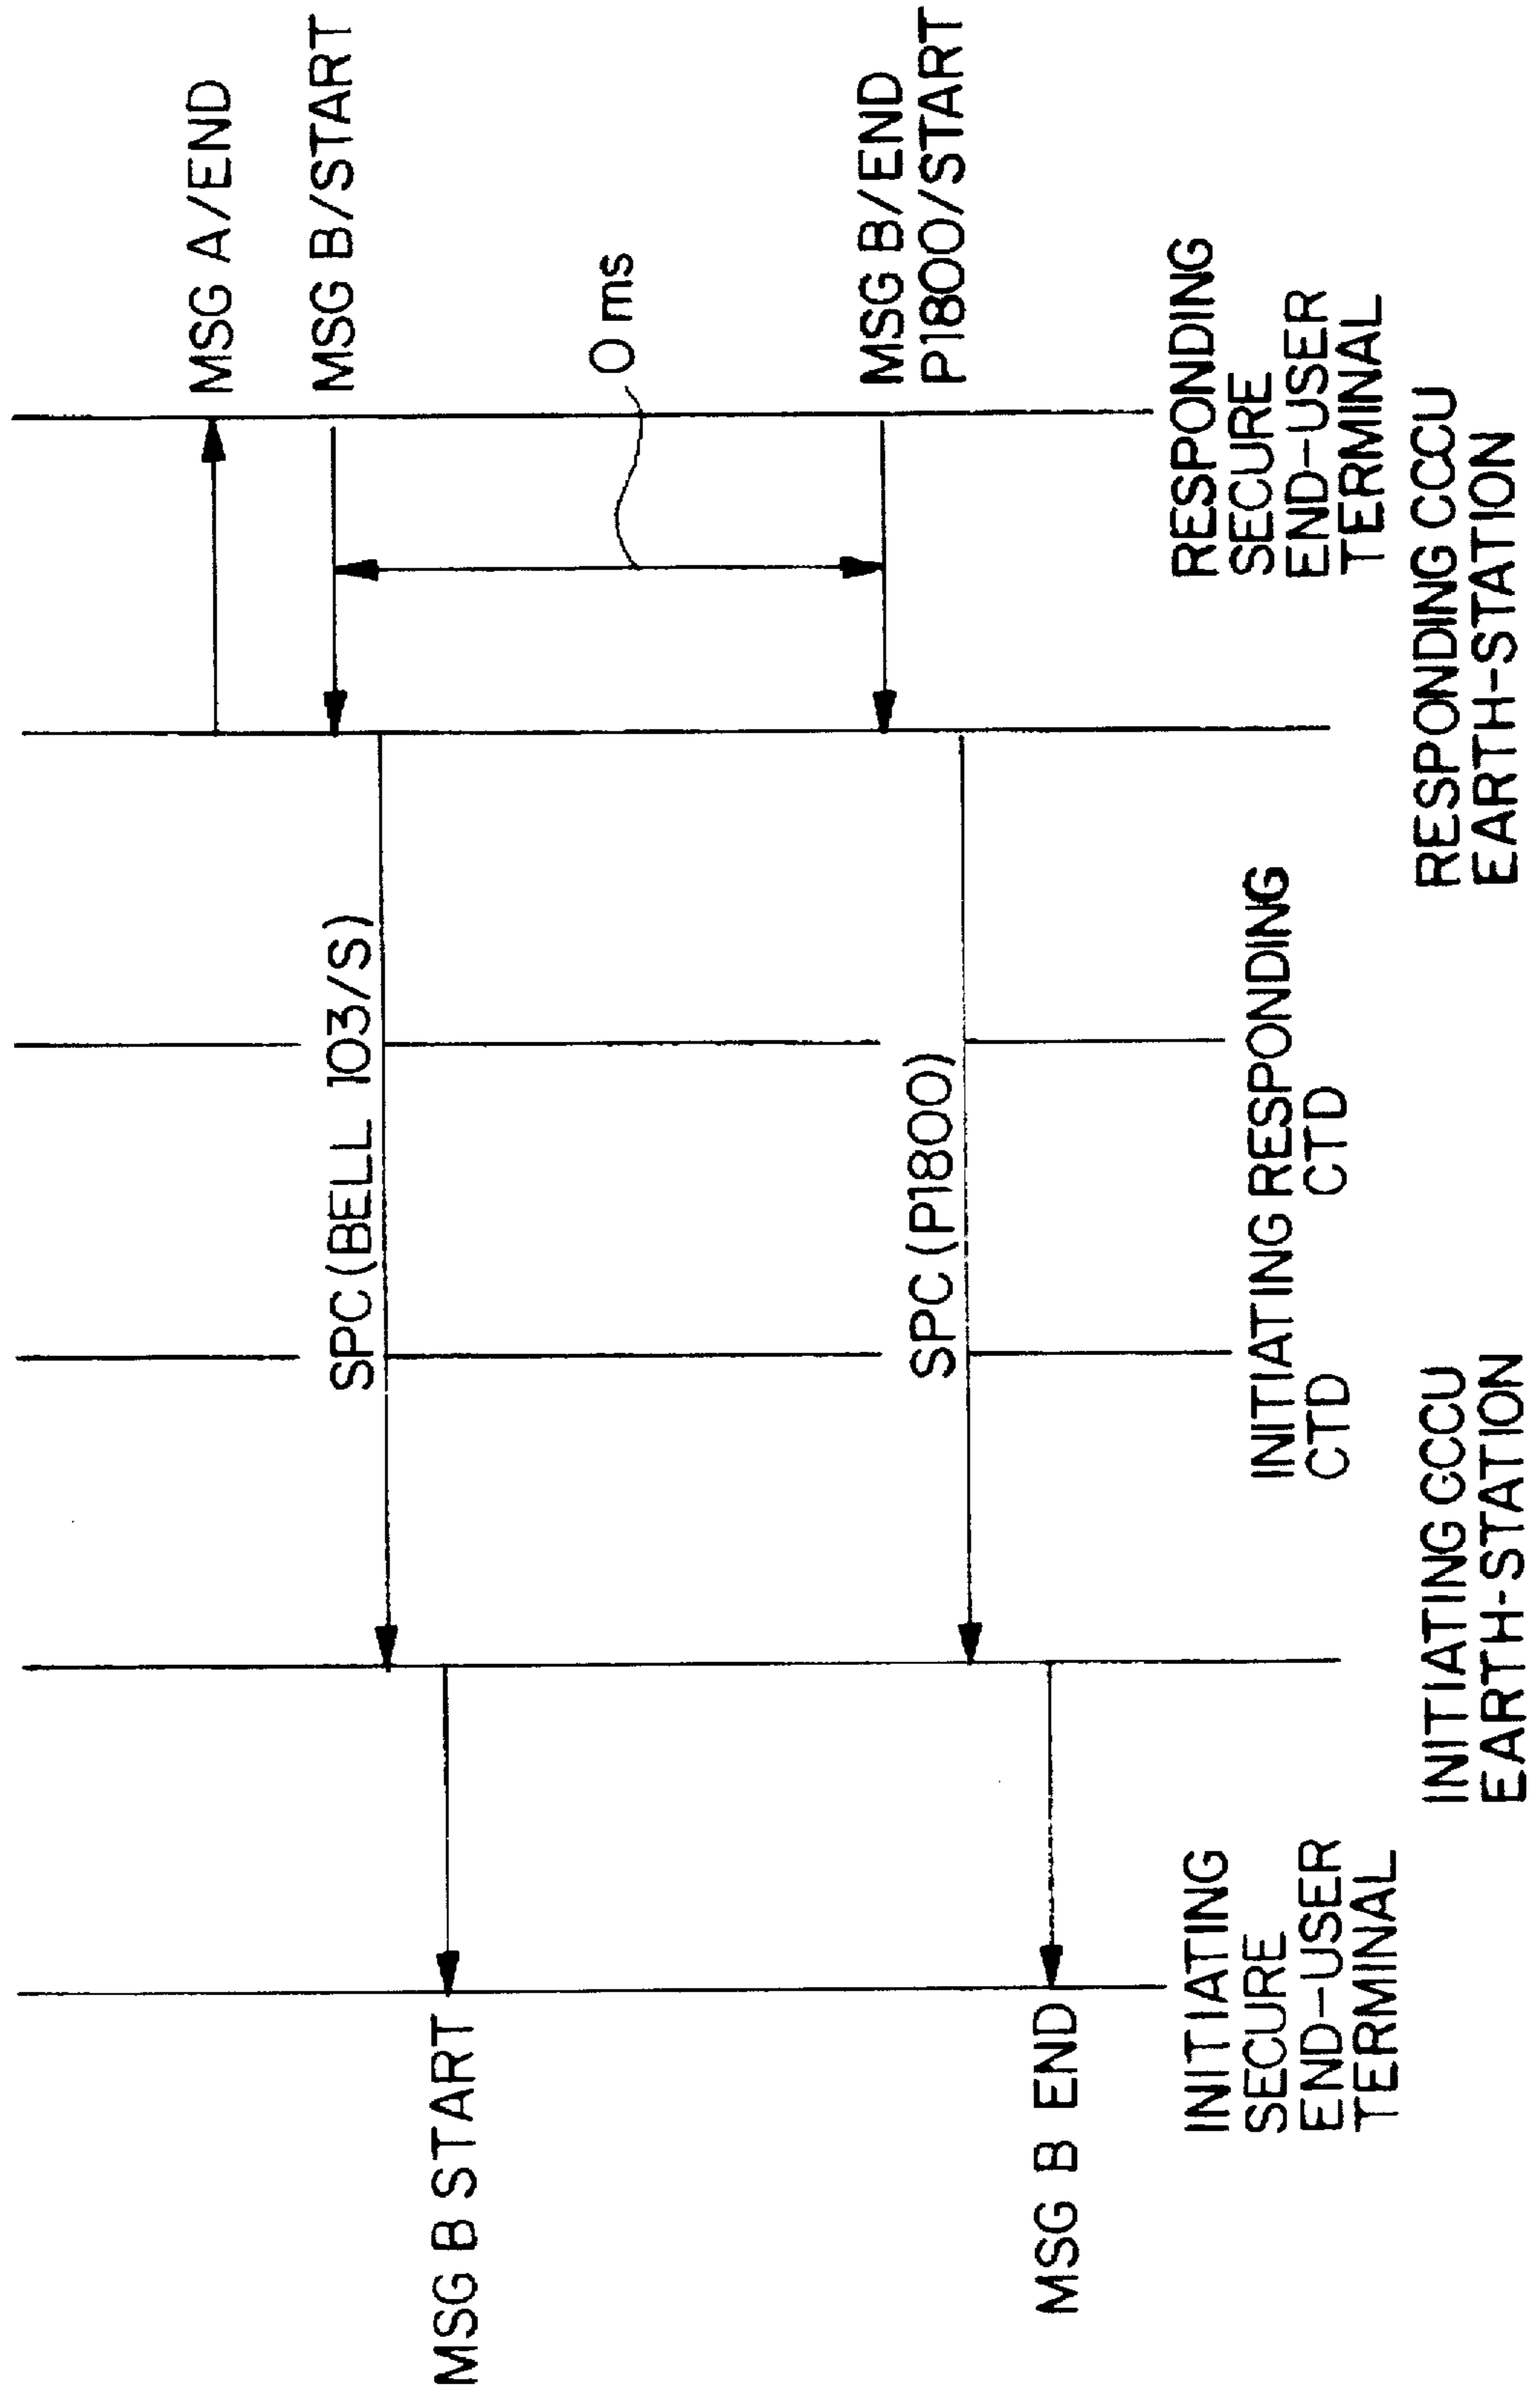 MSG A/END
MSG B/START
SPC (BELL 103/S)
MSG B START
0 ms
MSG B/END
P1800/START
SPC (P1800)
MSG B END
INITIATING
SECURE
END-USER
TERMINAL
INITIATING
CTD
RESPONDING
CTD
RESPONDING
SECURE
END-USER
TERMINAL
INITIATING GCCU
EARTH-STATION
RESPONDING CCCU
EARTH-STATION